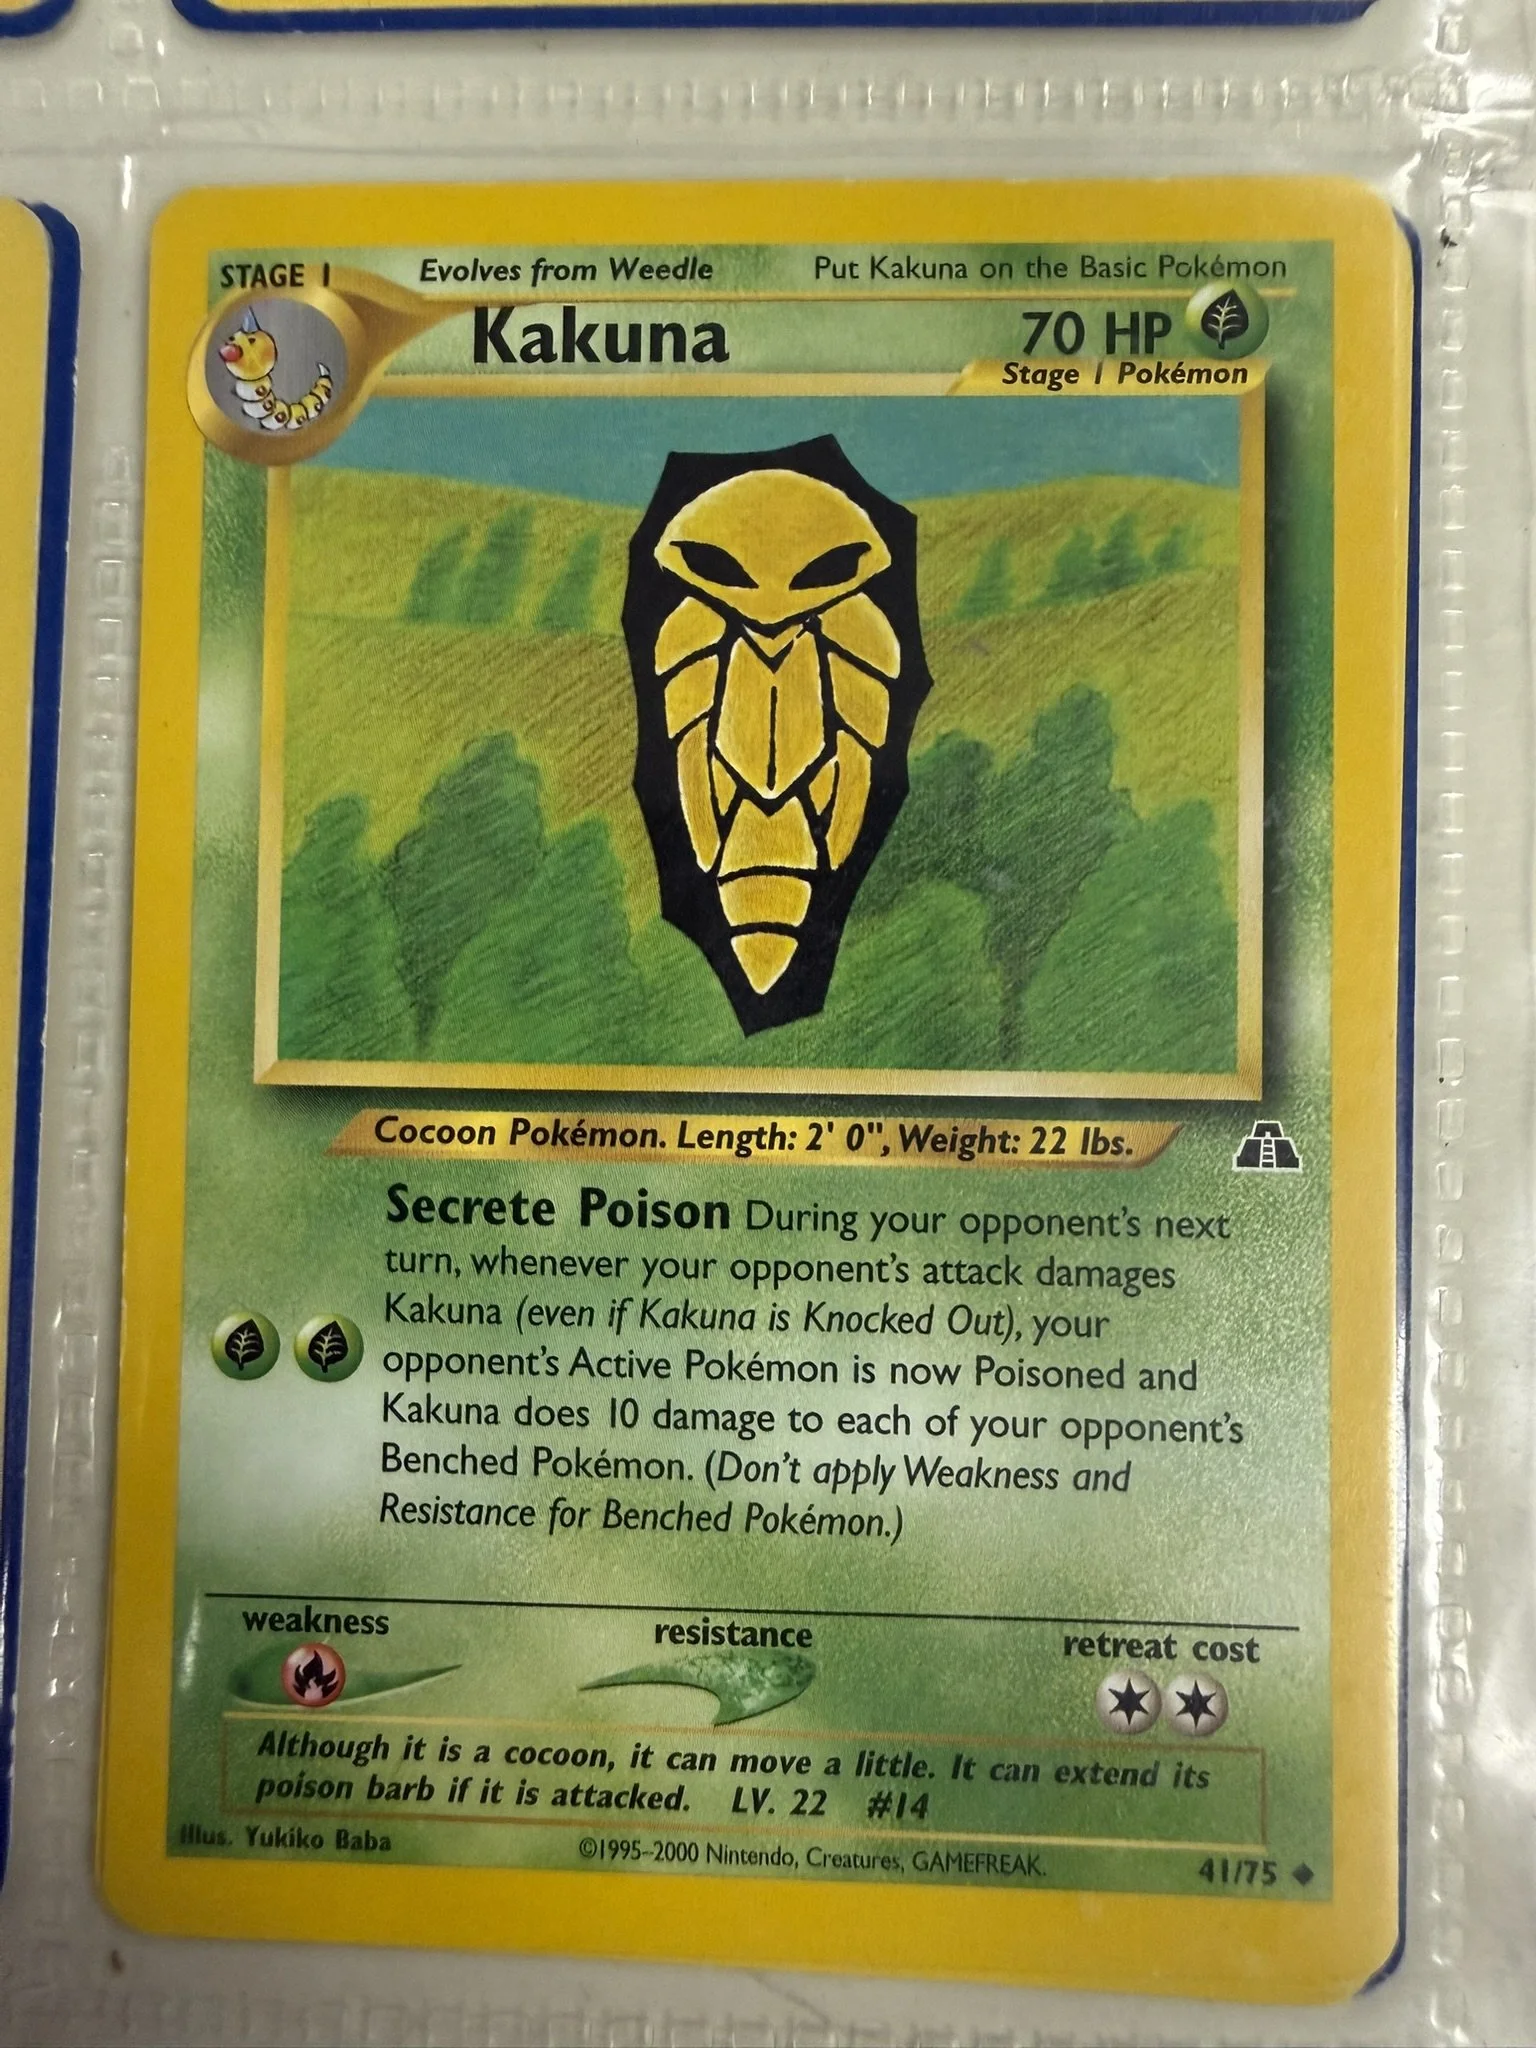 STAGE 1 Evolves from Weedle Put Kakuna on the Basic Pokémon
Kakuna 70 HP
Stage 1 Pokémon
Cocoon Pokémon. Length: 2' 0", Weight: 22 lbs.
Secrete Poison During your opponent's next
turn, whenever your opponent's attack damages
Kakuna (even if Kakuna is Knocked Out), your
opponent's Active Pokémon is now Poisoned and
Kakuna does 10 damage to each of your opponent's
Benched Pokémon. (Don't apply Weakness and
Resistance for Benched Pokémon.)
weakness resistance retreat cost
Although it is a cocoon, it can move a little. It can extend its
poison barb if it is attacked. LV. 22 #14
Illus. Yukiko Baba ©1995-2000 Nintendo, Creatures, GAMEFREAK. 41/75